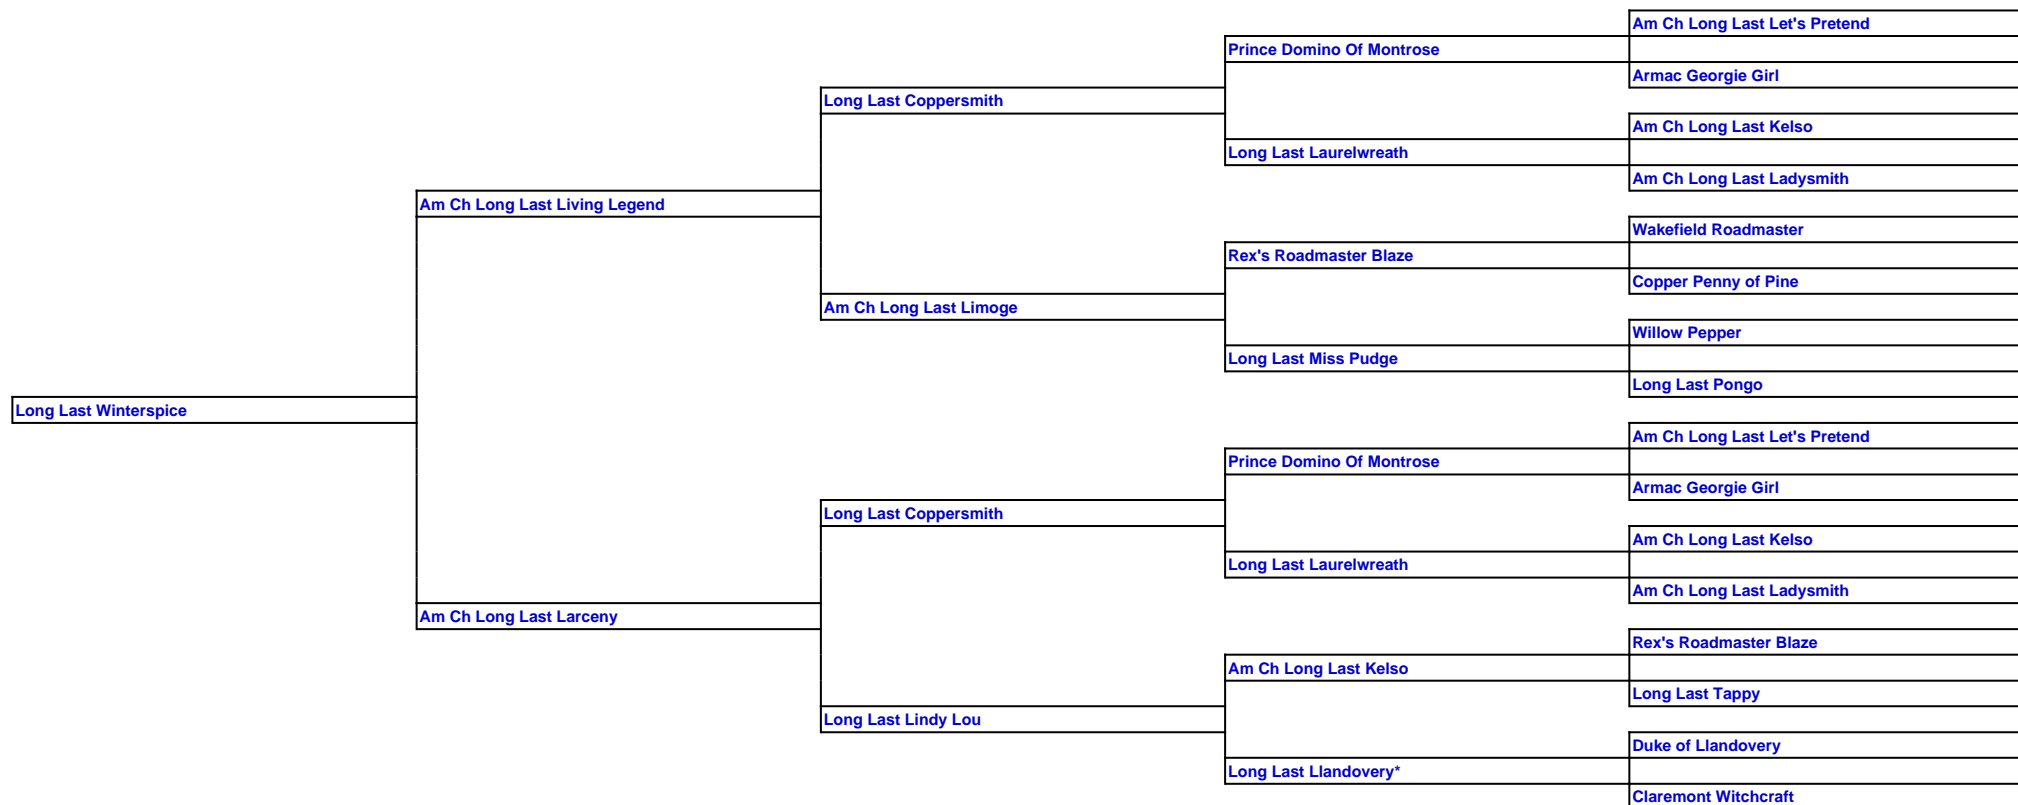 Am Ch Long Last Let's Pretend
Prince Domino Of Montrose
Armac Georgie Girl
Long Last Coppersmith
Am Ch Long Last Kelso
Long Last Laurelwreath
Am Ch Long Last Ladysmith
Am Ch Long Last Living Legend
Wakefield Roadmaster
Rex's Roadmaster Blaze
Copper Penny of Pine
Am Ch Long Last Limoge
Willow Pepper
Long Last Miss Pudge
Long Last Pongo
Long Last Winterspice
Am Ch Long Last Let's Pretend
Prince Domino Of Montrose
Armac Georgie Girl
Long Last Coppersmith
Am Ch Long Last Kelso
Long Last Laurelwreath
Am Ch Long Last Ladysmith
Am Ch Long Last Larceny
Rex's Roadmaster Blaze
Am Ch Long Last Kelso
Long Last Tappy
Long Last Lindy Lou
Duke of Llandovery
Long Last Llandovery*
Claremont Witchcraft